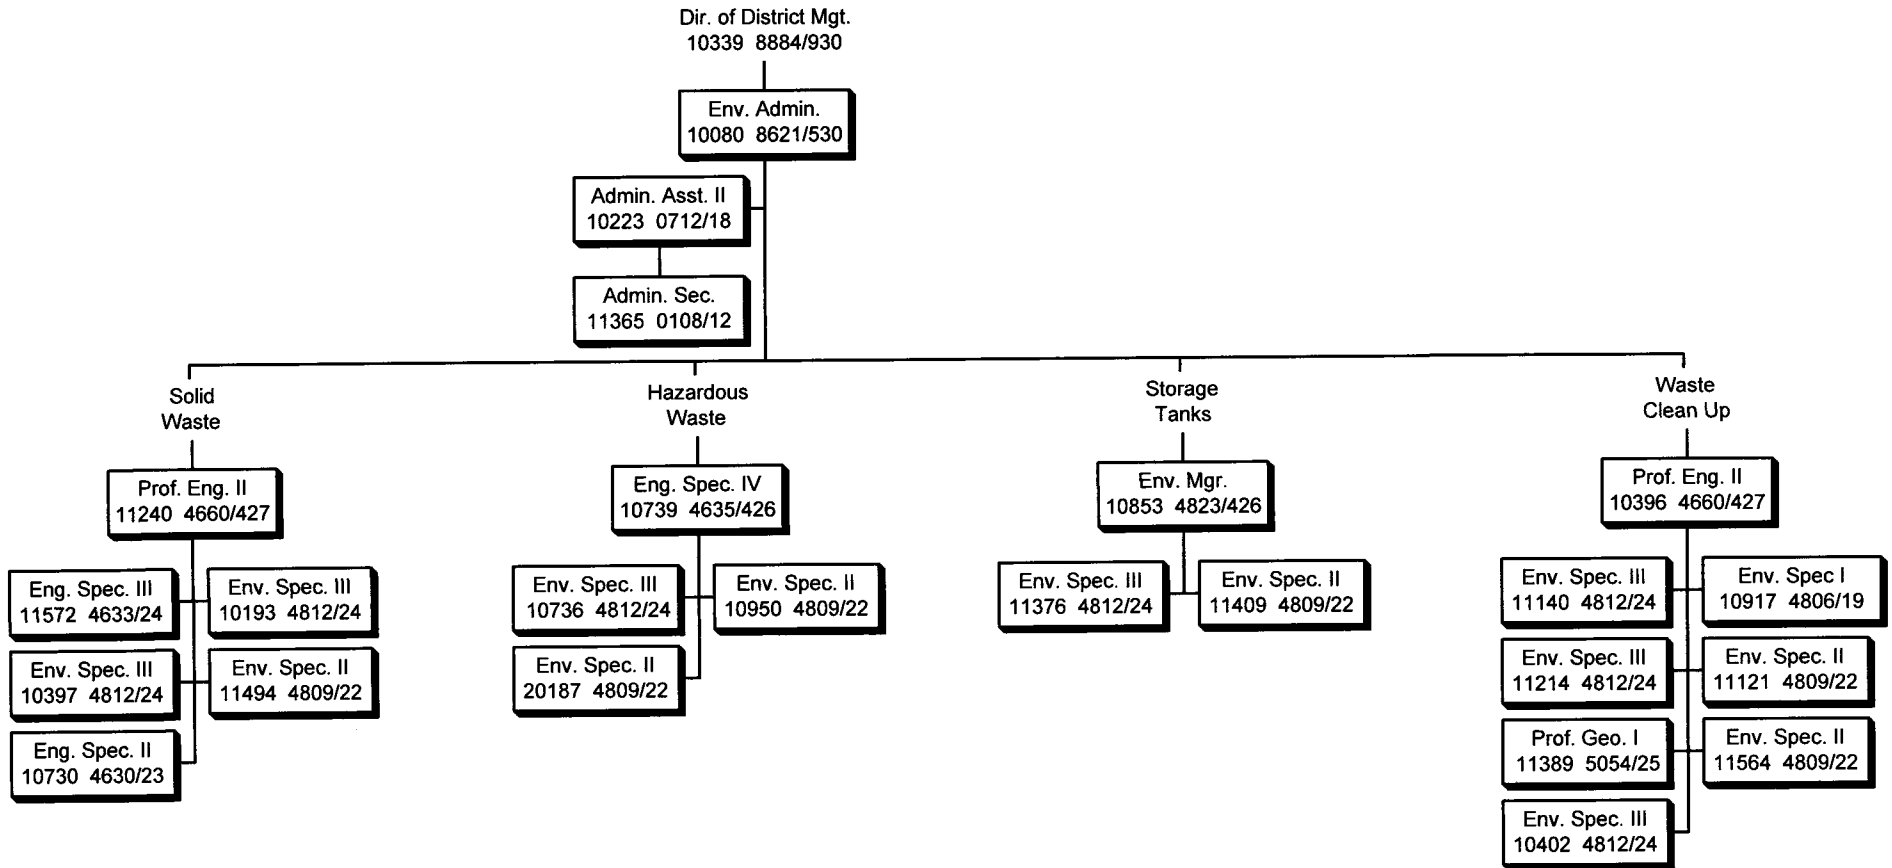 Dir. of District Mgt.
10339 8884/930
Env. Admin.
10080 8621/530
Admin. Asst. II
10223 0712/18
Admin. Sec.
11365 0108/12
Solid
Waste
Prof. Eng. II
11240 4660/427
Eng. Spec. III
11572 4633/24
Env. Spec. III
10193 4812/24
Env. Spec. III
10397 4812/24
Env. Spec. II
11494 4809/22
Eng. Spec. II
10730 4630/23
Hazardous
Waste
Eng. Spec. IV
10739 4635/426
Env. Spec. III
10736 4812/24
Env. Spec. II
10950 4809/22
Env. Spec. II
20187 4809/22
Storage
Tanks
Env. Mgr.
10853 4823/426
Env. Spec. III
11376 4812/24
Env. Spec. II
11409 4809/22
Waste
Clean Up
Prof. Eng. II
10396 4660/427
Env. Spec. III
11140 4812/24
Env. Spec I
10917 4806/19
Env. Spec. III
11214 4812/24
Env. Spec. II
11121 4809/22
Prof. Geo. I
11389 5054/25
Env. Spec. II
11564 4809/22
Env. Spec. III
10402 4812/24